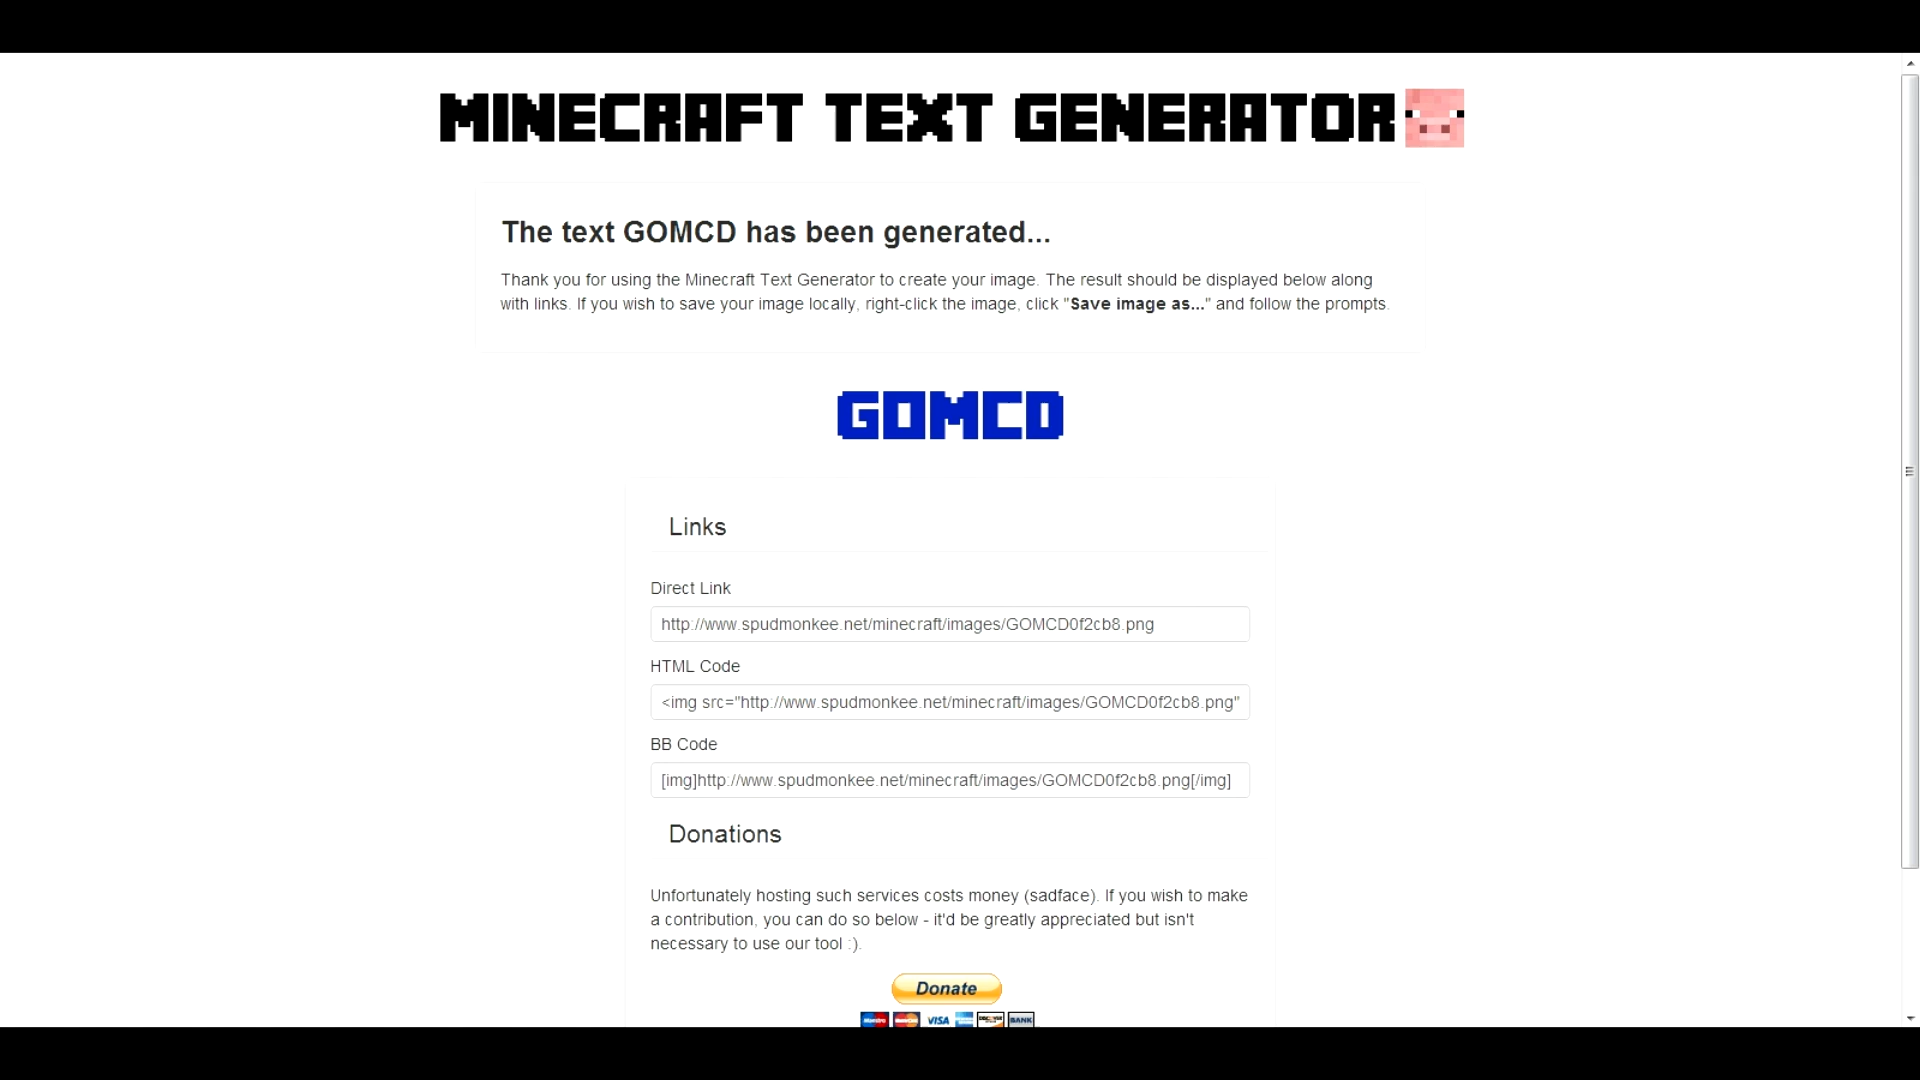 MINECRAFT TEXT GENERATOR
The text GOMCD has been generated...
Thank you for using the Minecraft Text Generator to create your image. The result should be displayed below along
with links. If you wish to save your image locally, right-click the image, click "Save image as..." and follow the prompts.
GOMCD
Links
Direct Link
http://www.spudmonkee.net/minecraft/images/GOMCD0f2cb8.png
HTML Code
<img src="http://www.spudmonkee.net/minecraft/images/GOMCD0f2cb8.png"
BB Code
[img]http://www.spudmonkee.net/minecraft/images/GOMCD0f2cb8.png[/img]
Donations
Unfortunately hosting such services costs money (sadface). If you wish to make
a contribution, you can do so below - it'd be greatly appreciated but isn't
necessary to use our tool :).
Donate
Maestro MasterCard VISA DISCOVER BANK